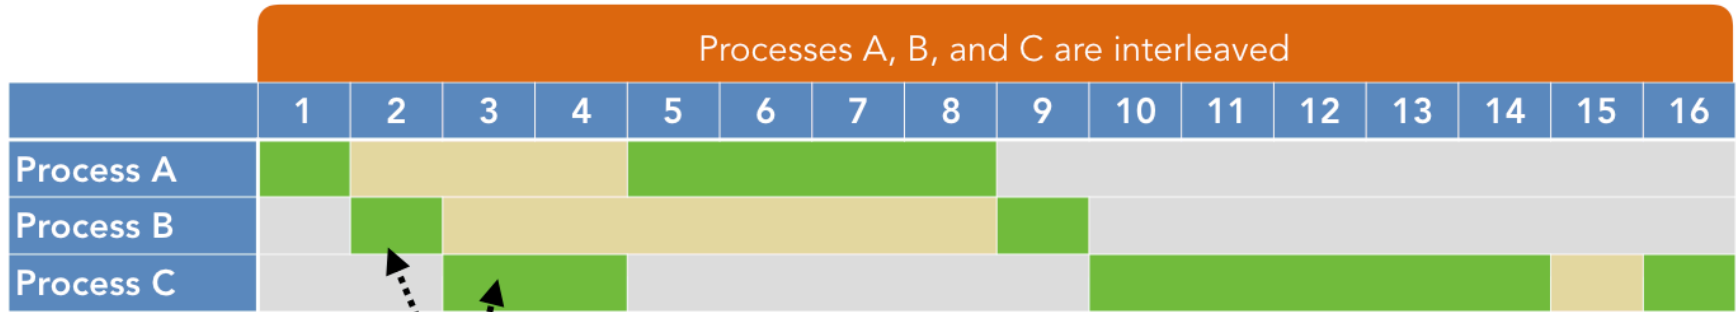 Processes A, B, and C are interleaved
1 2 3 4 5 6 7 8 9 10 11 12 13 14 15 16
Process A
Process B
Process C